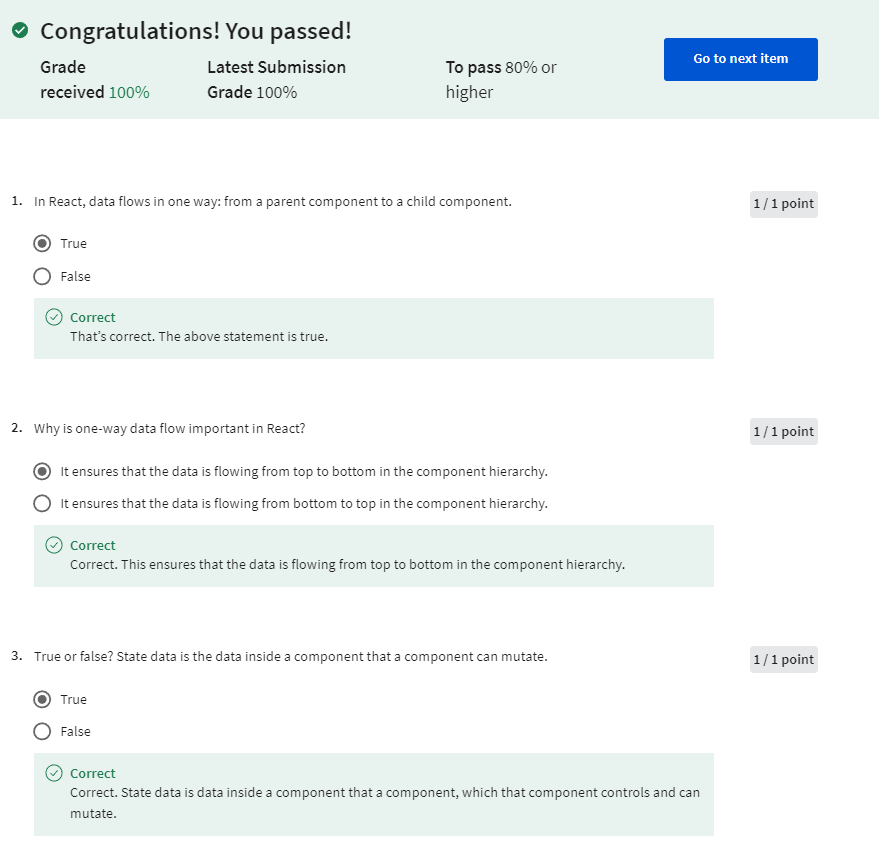 Congratulations! You passed!
Grade received 100%
Latest Submission Grade 100%
To pass 80% or higher
Go to next item
1. In React, data flows in one way: from a parent component to a child component.
1 / 1 point
True
False
Correct
That's correct. The above statement is true.
2. Why is one-way data flow important in React?
1 / 1 point
It ensures that the data is flowing from top to bottom in the component hierarchy.
It ensures that the data is flowing from bottom to top in the component hierarchy.
Correct
Correct. This ensures that the data is flowing from top to bottom in the component hierarchy.
3. True or false? State data is the data inside a component that a component can mutate.
1 / 1 point
True
False
Correct
Correct. State data is data inside a component that a component, which that component controls and can
mutate.